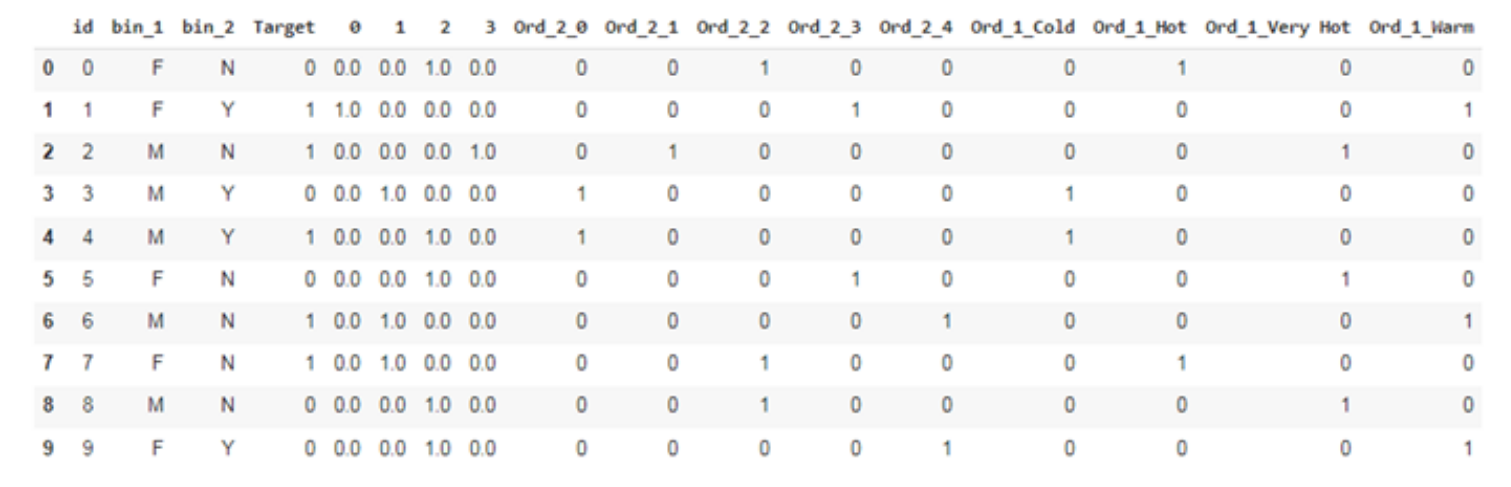 id bin_1 bin_2 Target 0 1 2 3 Ord_2_0 Ord_2_1 Ord_2_2 Ord_2_3 Ord_2_4 Ord_1_Cold Ord_1_Hot Ord_1_Very Hot Ord_1_Warm
0 0 F N 0 0.0 0.0 1.0 0.0 0 0 1 0 0 0 1 0 0
1 1 F Y 1 1.0 0.0 0.0 0.0 0 0 0 1 0 0 0 0 1
2 2 M N 1 0.0 0.0 0.0 1.0 0 1 0 0 0 0 0 1 0
3 3 M Y 0 0.0 1.0 0.0 0.0 1 0 0 0 0 1 0 0 0
4 4 M Y 1 0.0 0.0 1.0 0.0 1 0 0 0 0 1 0 0 0
5 5 F N 0 0.0 0.0 1.0 0.0 0 0 0 1 0 0 0 1 0
6 6 M N 1 0.0 1.0 0.0 0.0 0 0 0 0 1 0 0 0 1
7 7 F N 1 0.0 1.0 0.0 0.0 0 0 1 0 0 0 1 0 0
8 8 M N 0 0.0 0.0 1.0 0.0 0 0 1 0 0 0 0 1 0
9 9 F Y 0 0.0 0.0 1.0 0.0 0 0 0 0 1 0 0 0 1